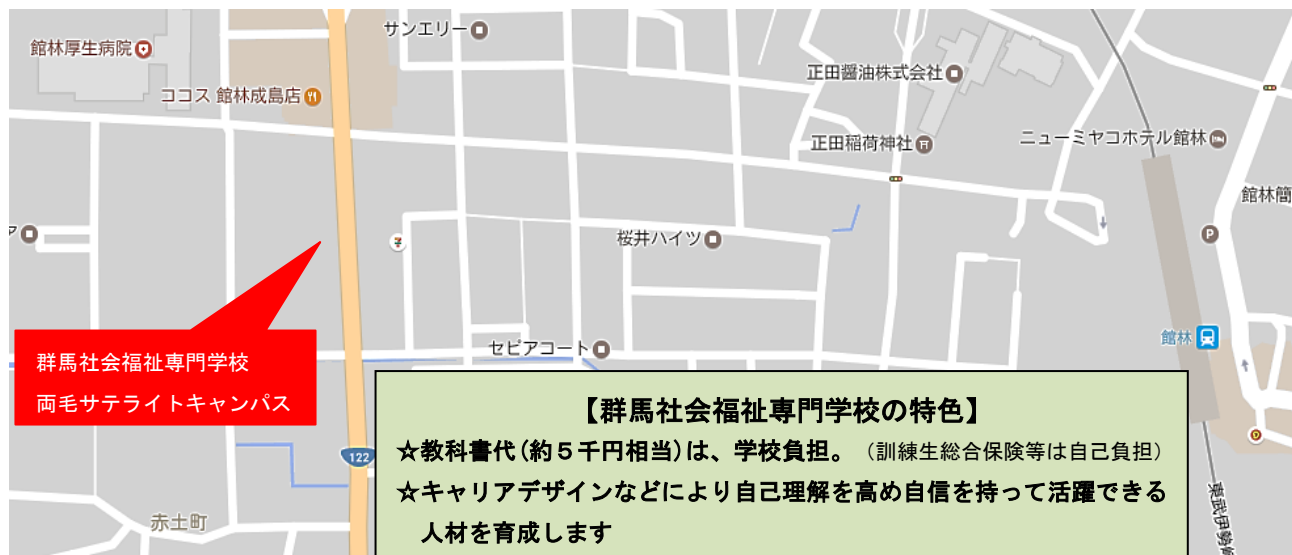 サンエリー
館林厚生病院
正田醤油株式会社
ココス 館林成島店
正田稲荷神社
ニューミヤコホテル館林
館林簡
ア
桜井ハイツ
P
館林
セピアコート
群馬社会福祉専門学校
両毛サテライトキャンパス
【群馬社会福祉専門学校の特色】
☆教科書代(約５千円相当)は、学校負担。（訓練生総合保険等は自己負担）
☆キャリアデザインなどにより自己理解を高め自信を持って活躍できる
人材を育成します
122
赤土町
東武伊勢崎